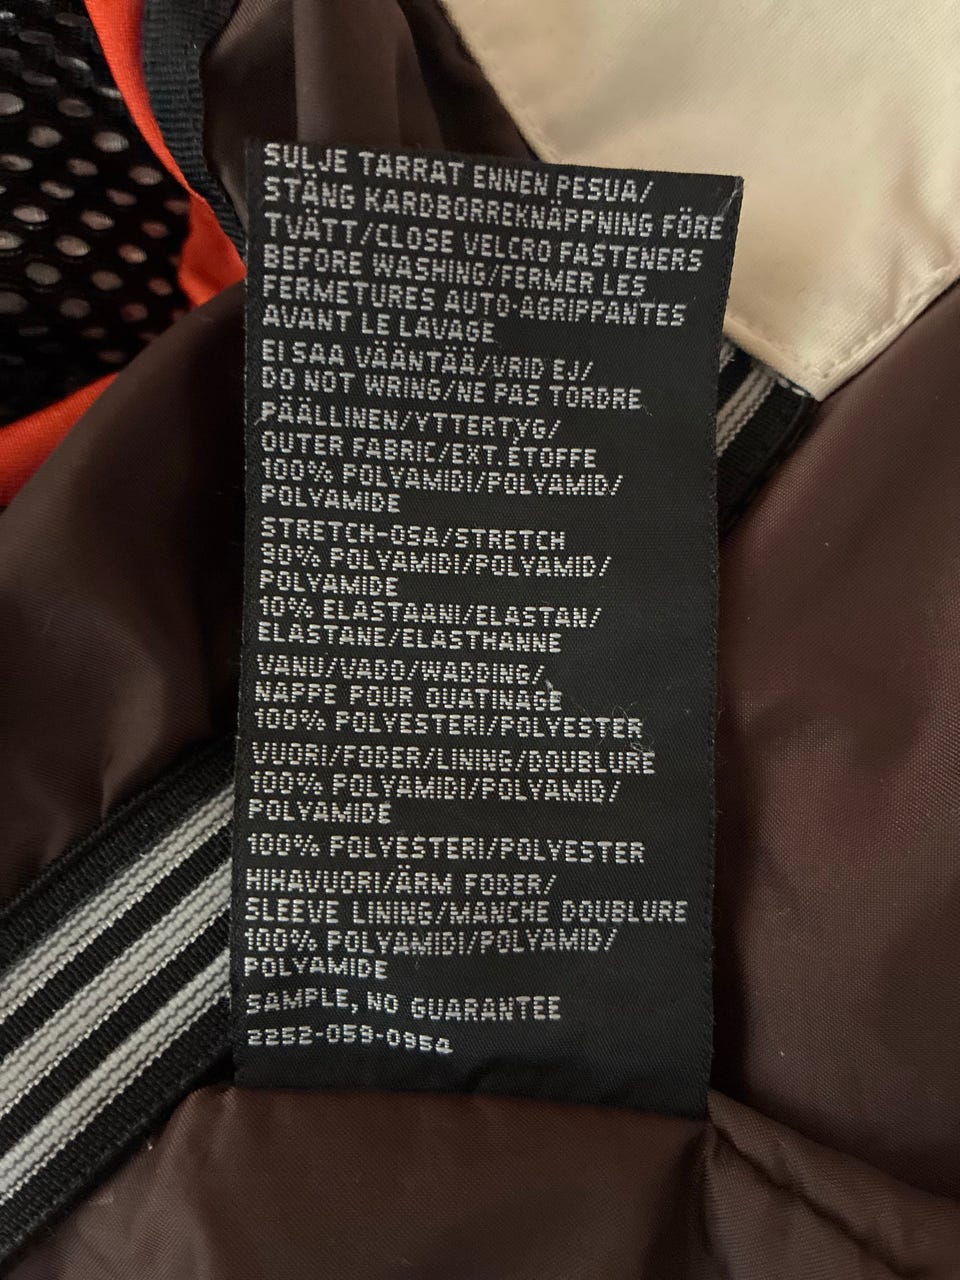 SULJE TARRAT ENNEN PESUA/
STÄNG KARDBORREKNÄPPNING FÖRE
TVÄTT/CLOSE VELCRO FASTENERS
BEFORE WASHING/FERMER LES
FERMETURES AUTO-AGRIPPANTES
AVANT LE LAVAGE
EI SAA VÄÄNTÄÄ/VRID EJ/
DO NOT WRING/NE PAS TORDRE
PÄÄLLINEN/YTTERTYG/
OUTER FABRIC/EXT.ÉTOFFE
100% POLYAMIDI/POLYAMID/
POLYAMIDE
STRETCH-OSA/STRETCH
90% POLYAMIDI/POLYAMID/
POLYAMIDE
10% ELASTAANI/ELASTAN/
ELASTANE/ELASTHANNE
VANU/VADD/WADDING/
NAPPE POUR OUATINAGE
100% POLYESTERI/POLYESTER
VUORI/FODER/LINING/DOUBLURE
100% POLYAMIDI/POLYAMID/
POLYAMIDE
100% POLYESTERI/POLYESTER
HIHAVUORI/ÄRM FODER/
SLEEVE LINING/MANCHE DOUBLURE
100% POLYAMIDI/POLYAMID/
POLYAMIDE
SAMPLE, NO GUARANTEE
2252-059-0954